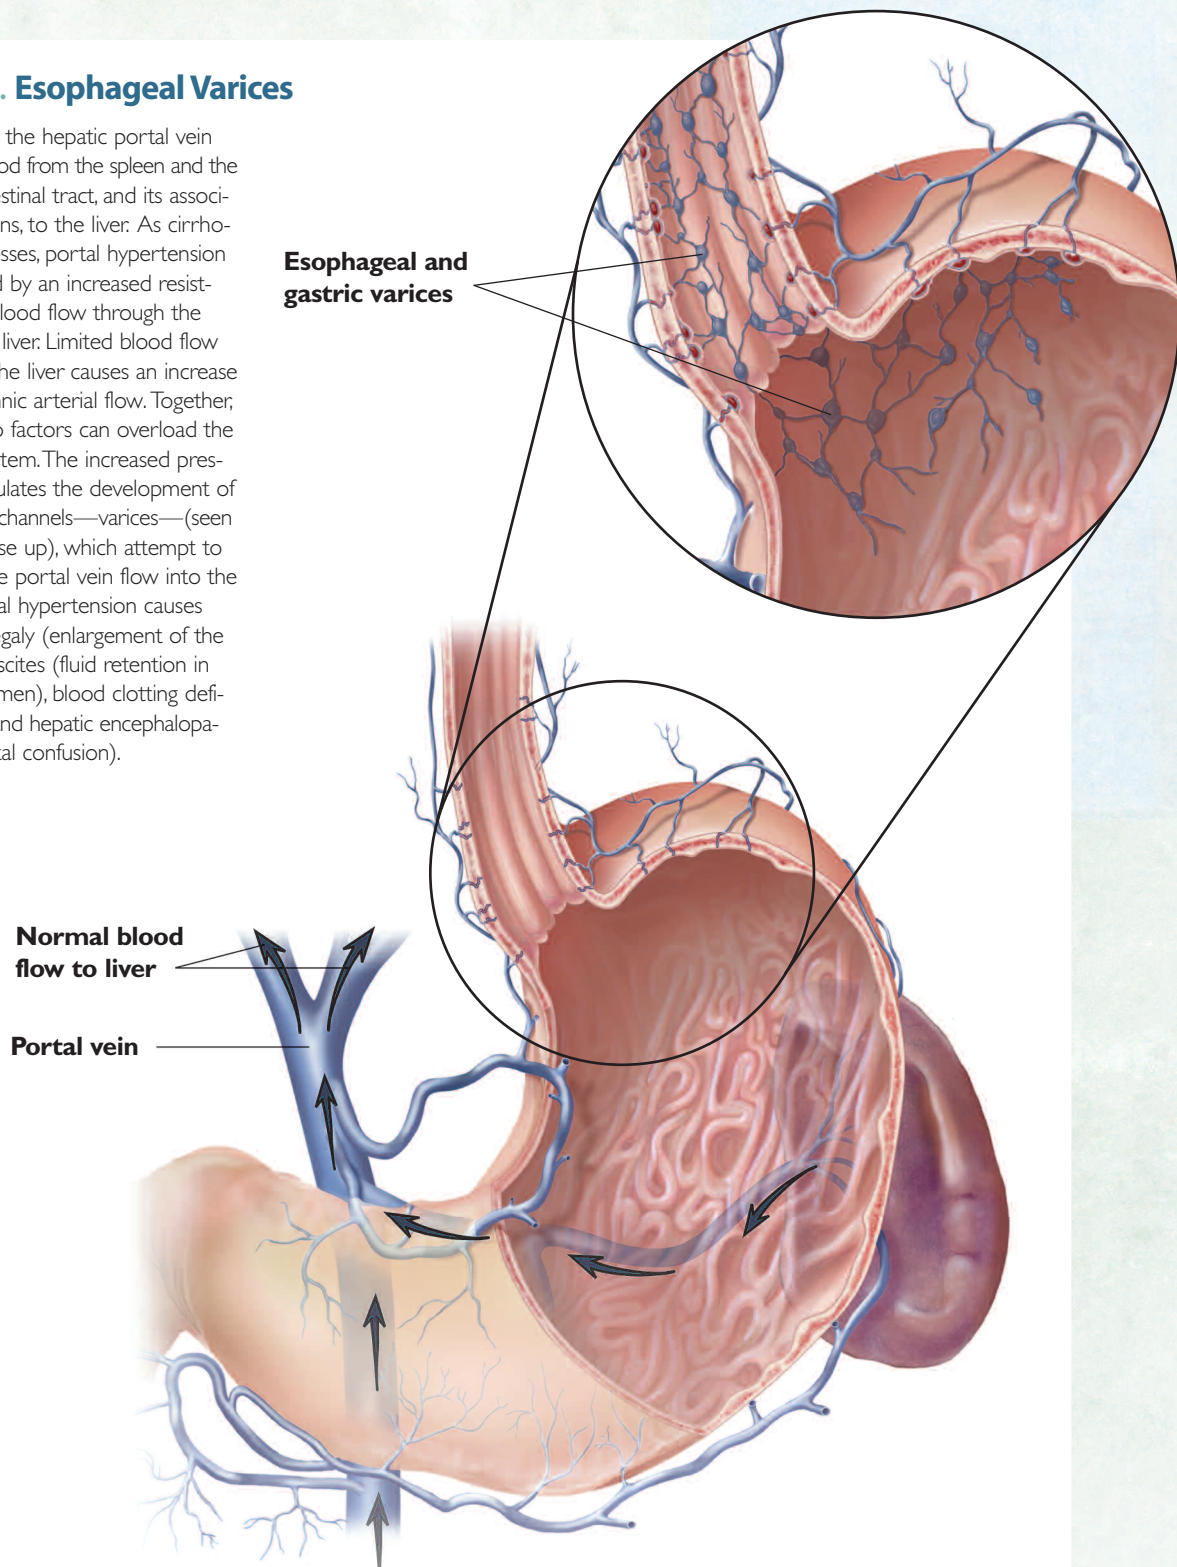 . Esophageal Varices
the hepatic portal vein
od from the spleen and the
estinal tract, and its associ-
ns, to the liver. As cirrho-
esses, portal hypertension
d by an increased resist-
lood flow through the
liver. Limited blood flow
he liver causes an increase
nnic arterial flow. Together,
o factors can overload the
tem. The increased pres-
ulates the development of
channels—varices—(seen
se up), which attempt to
e portal vein flow into the
al hypertension causes
egaly (enlargement of the
scites (fluid retention in
men), blood clotting defi-
nd hepatic encephalopa-
tal confusion).
Esophageal and
gastric varices
Normal blood
flow to liver
Portal vein